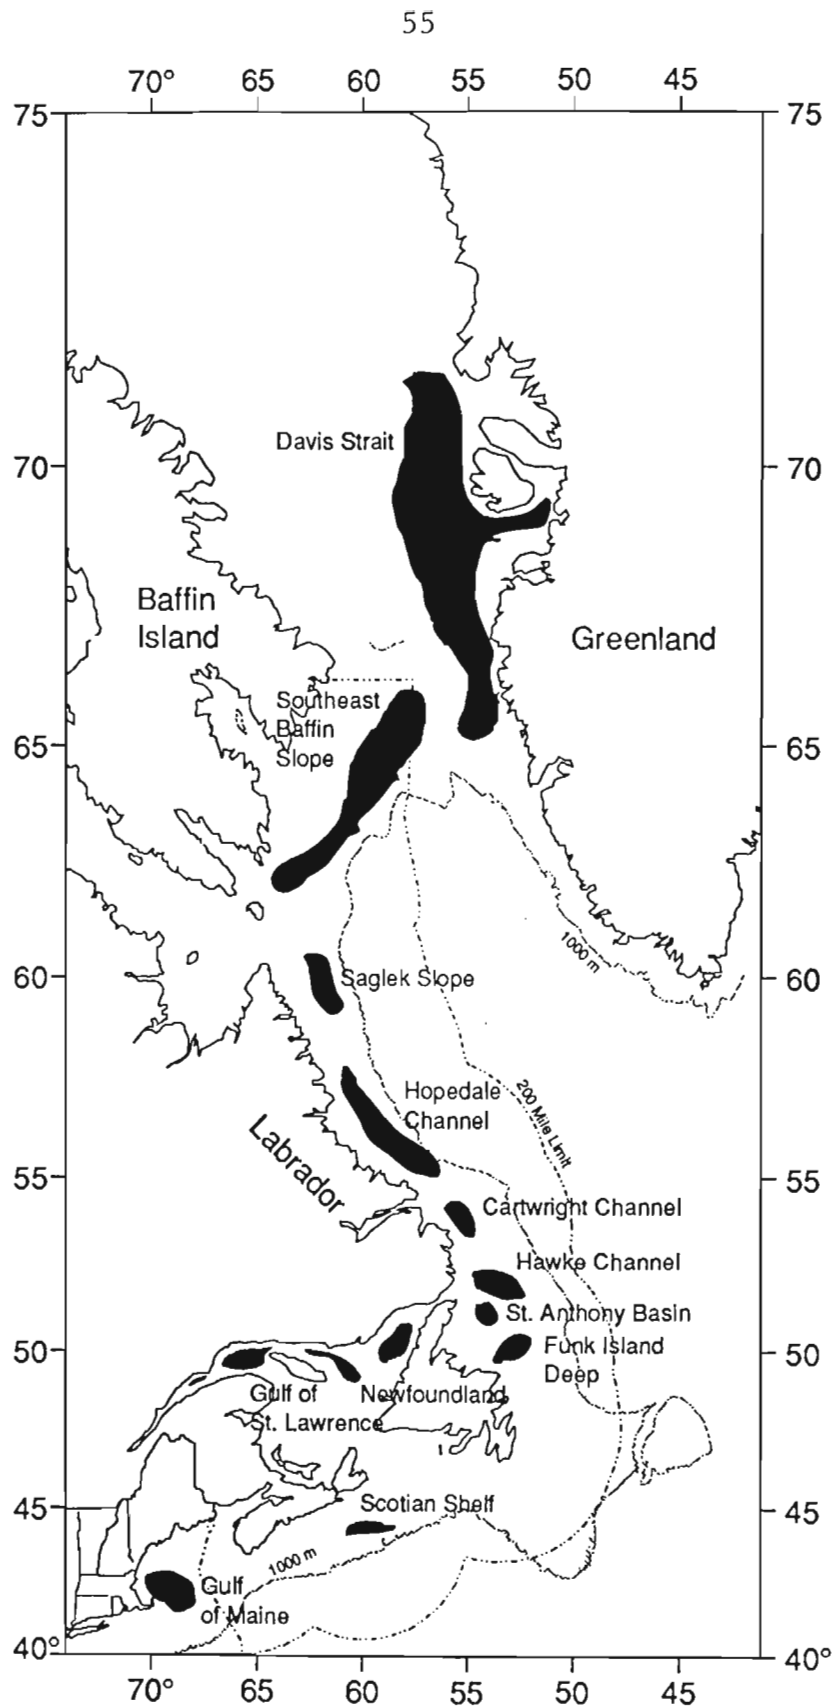 55
70° 65 60 55 50 45
75 75
Davis Strait
70 70
Baffin
Island
Greenland
Southeast
Baffin
Slope
65 65
1000 m
60 60
Saglek Slope
Hopedale
Channel
200 Mile Limit
Labrador
55 55
Cartwright Channel
Hawke Channel
St. Anthony Basin
50 50
Funk Island
Deep
Gulf of
St. Lawrence
Newfoundland
45 45
Scotian Shelf
1000 m
Gulf
of Maine
40° 40°
70° 65 60 55 50 45